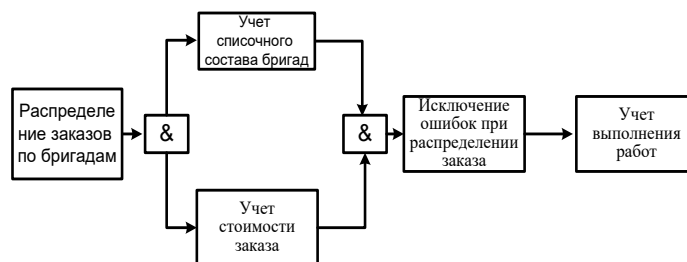 Учет
списочного
состава бригад
Распределе
ние заказов
по бригадам
&
&
Исключение
ошибок при
распределении
заказа
Учет
выполнения
работ
Учет
стоимости
заказа